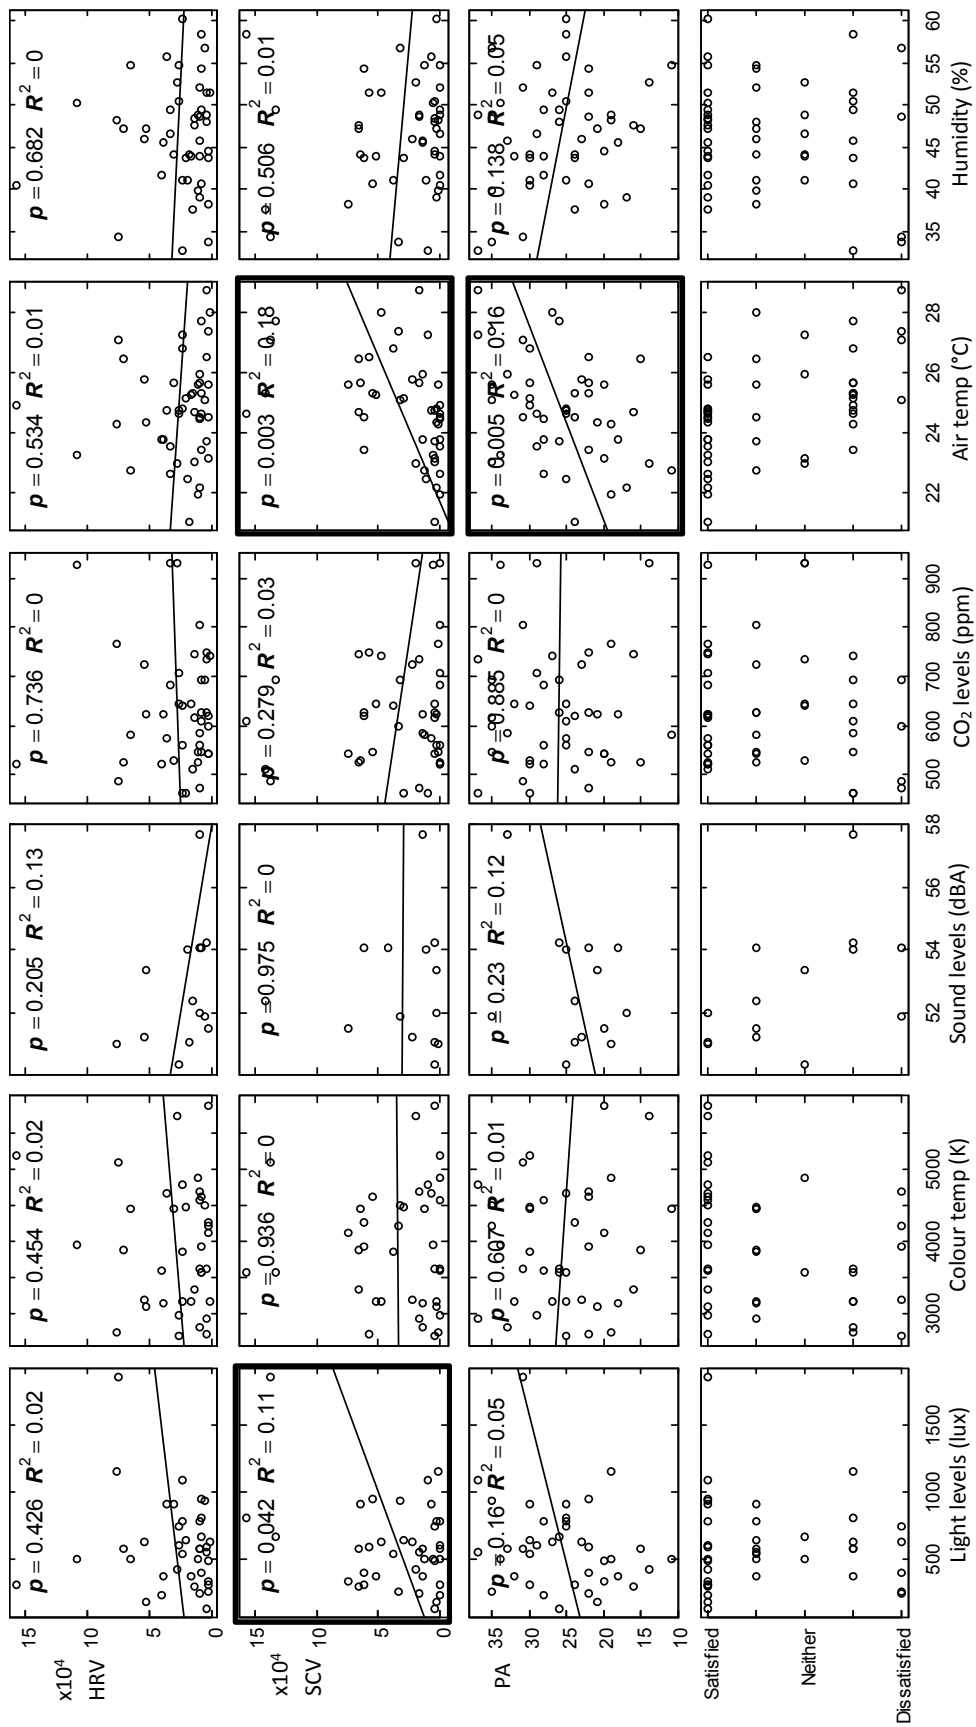 x10⁴
HRV
15
10
5
0
p = 0.426 R² = 0.02
p = 0.454 R² = 0.02
p = 0.205 R² = 0.13
p = 0.736 R² = 0
p = 0.534 R² = 0.01
p = 0.682 R² = 0
x10⁴
SCV
15
10
5
0
p = 0.042 R² = 0.11
p = 0.936 R² = 0
p = 0.975 R² = 0
p = 0.279 R² = 0.03
p = 0.003 R² = 0.18
p = 0.506 R² = 0.01
PA
35
30
25
20
15
10
p = 0.16 R² = 0.05
p = 0.607 R² = 0.01
p = 0.23 R² = 0.12
p = 0.885 R² = 0
p = 0.005 R² = 0.16
p = 0.138 R² = 0.05
Satisfied
Neither
Dissatisfied
500 1000 1500
3000 4000 5000
52 54 56 58
500 600 700 800 900
22 24 26 28
35 40 45 50 55 60
Light levels (lux)
Colour temp (K)
Sound levels (dBA)
CO₂ levels (ppm)
Air temp (°C)
Humidity (%)